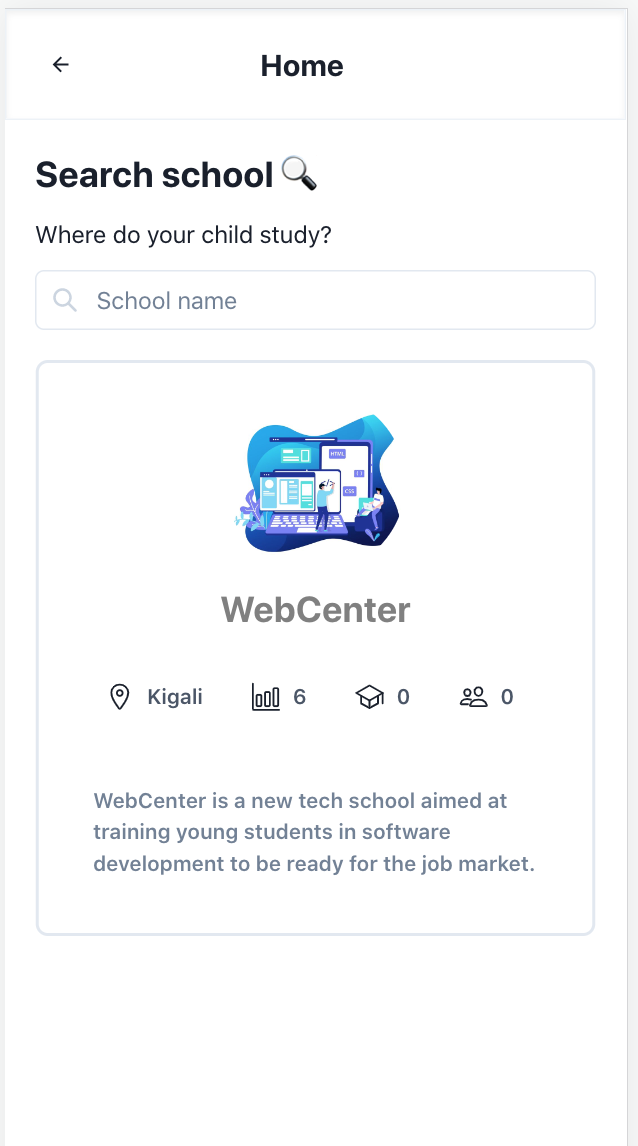 Home
Search school
Where do your child study?
School name
HTML
CSS
WebCenter
Kigali 6 0 0
WebCenter is a new tech school aimed at
training young students in software
development to be ready for the job market.